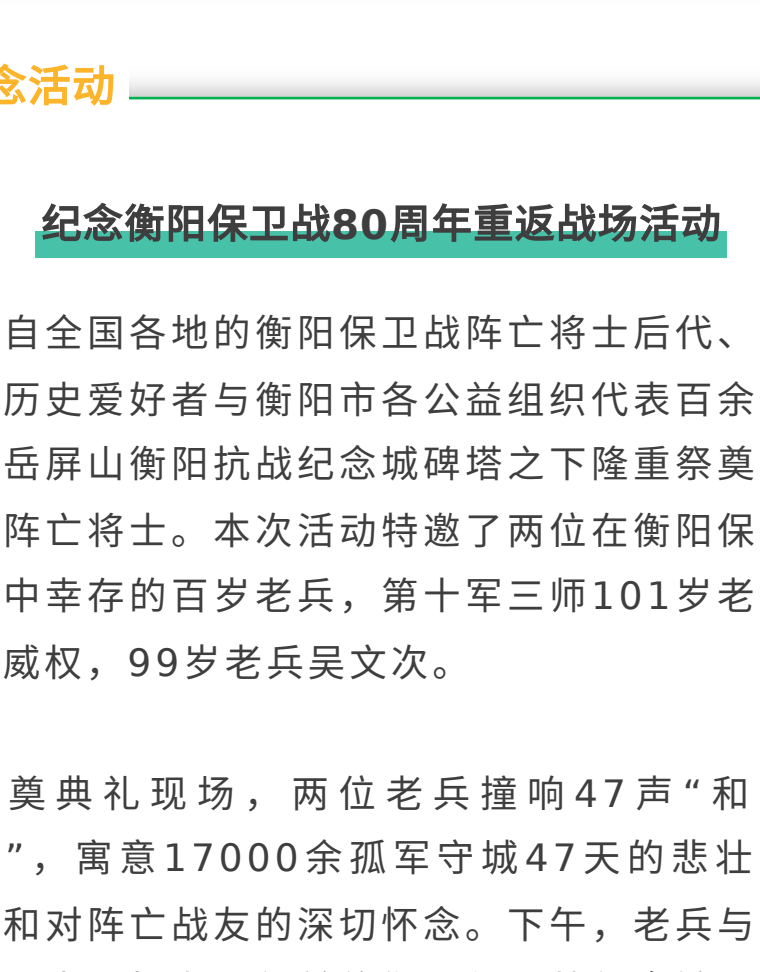 念活动
纪念衡阳保卫战80周年重返战场活动
自全国各地的衡阳保卫战阵亡将士后代、
历史爱好者与衡阳市各公益组织代表百余
岳屏山衡阳抗战纪念城碑塔之下隆重祭奠
阵亡将士。本次活动特邀了两位在衡阳保
中幸存的百岁老兵，第十军三师101岁老
威权，99岁老兵吴文次。
奠典礼现场，两位老兵撞响47声“和
”，寓意17000余孤军守城47天的悲壮
和对阵亡战友的深切怀念。下午，老兵与